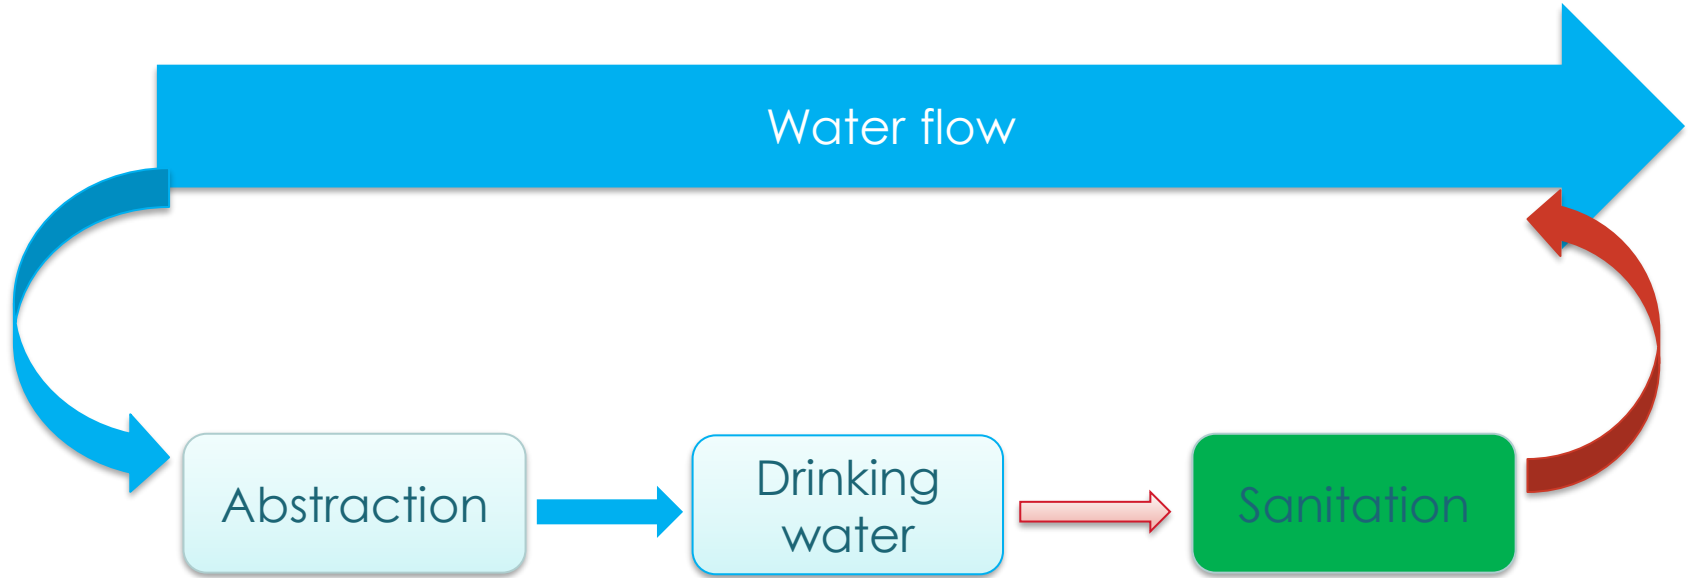 Water flow
Abstraction
Drinking
water
Sanitation